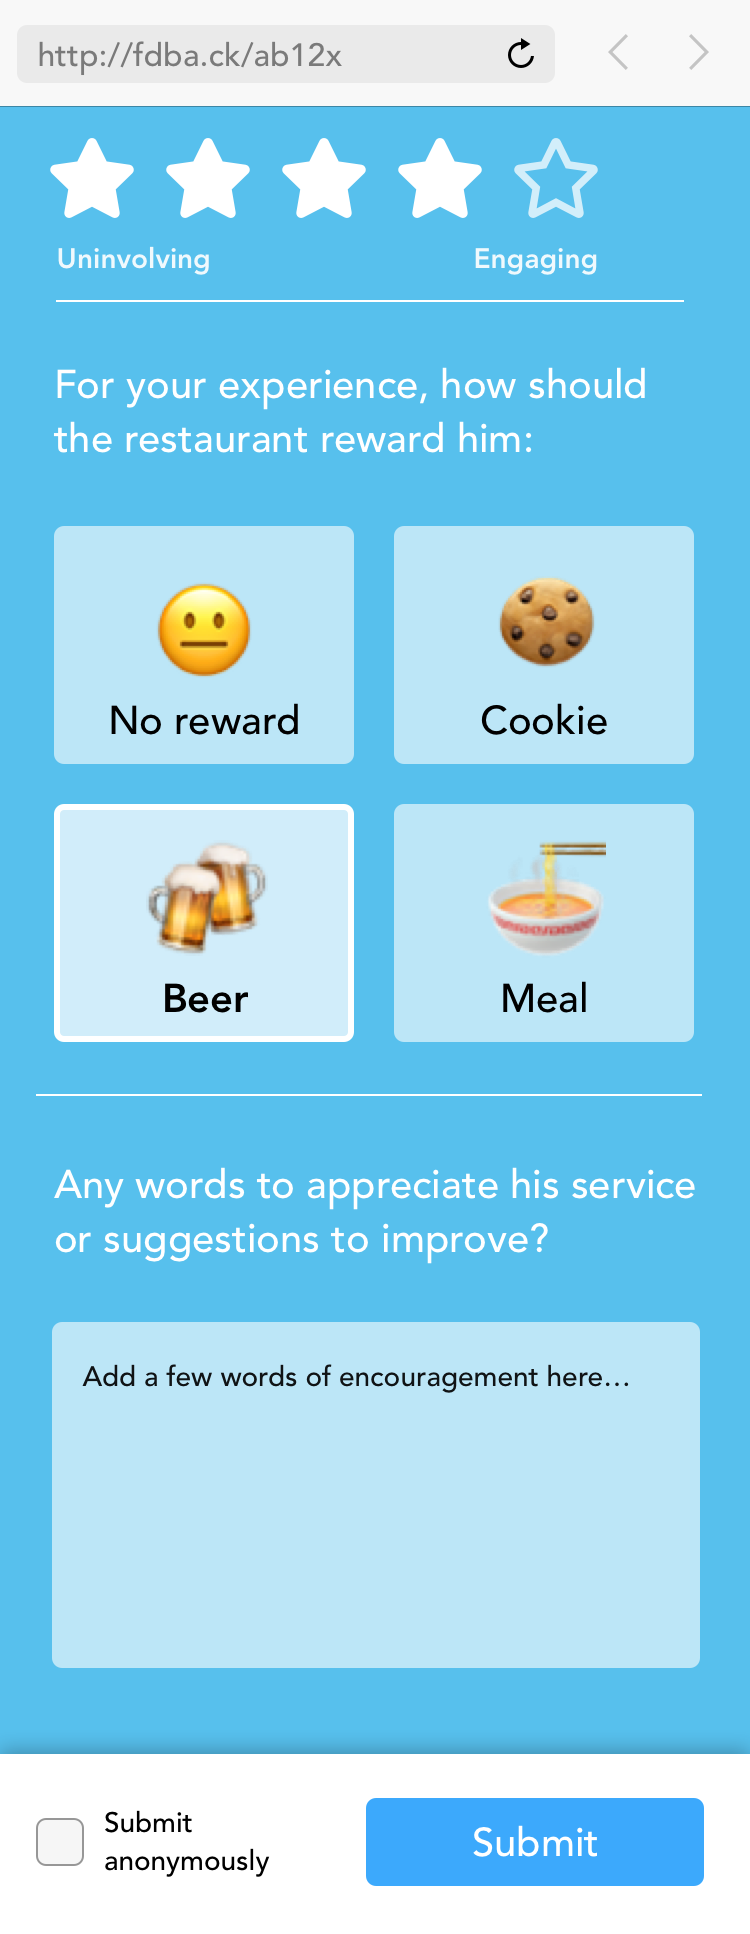 http://fdba.ck/ab12x
Uninvolving
Engaging
For your experience, how should
the restaurant reward him:
No reward
Cookie
Beer
Meal
Any words to appreciate his service
or suggestions to improve?
Add a few words of encouragement here...
Submit
anonymously
Submit